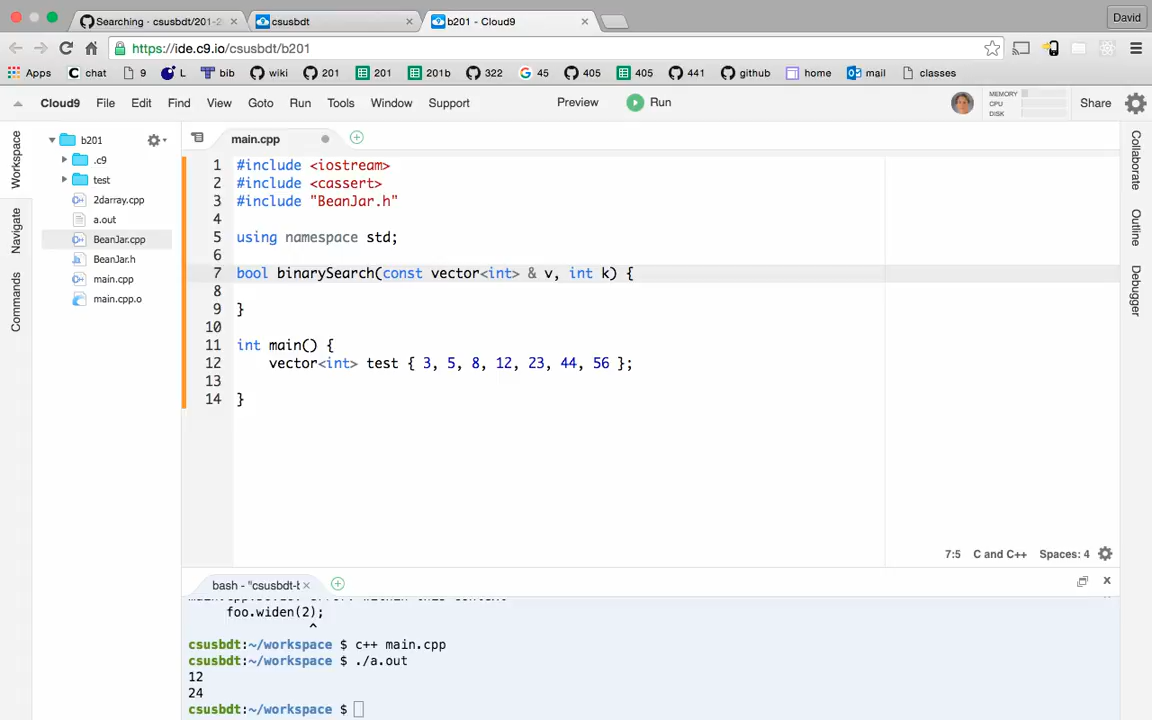 Searching - csusbdt/201-2
csusbdt
b201 - Cloud9
David
https://ide.c9.io/csusbdt/b201
Apps chat 9 L bib wiki 201 201 201b 322 45 405 405 441 github home mail classes
Cloud9 File Edit Find View Goto Run Tools Window Support Preview Run MEMORY CPU DISK Share
Workspace
Navigate
Commands
b201
.c9
test
2darray.cpp
a.out
BeanJar.cpp
BeanJar.h
main.cpp
main.cpp.o
main.cpp
1 #include <iostream>
2 #include <cassert>
3 #include "BeanJar.h"
4
5 using namespace std;
6
7 bool binarySearch(const vector<int> & v, int k) {
8
9 }
10
11 int main() {
12 vector<int> test { 3, 5, 8, 12, 23, 44, 56 };
13
14 }
Collaborate
Outline
Debugger
7:5 C and C++ Spaces: 4
bash - "csusbdt-b
foo.widen(2);
^
csusbdt:~/workspace $ c++ main.cpp
csusbdt:~/workspace $ ./a.out
12
24
csusbdt:~/workspace $